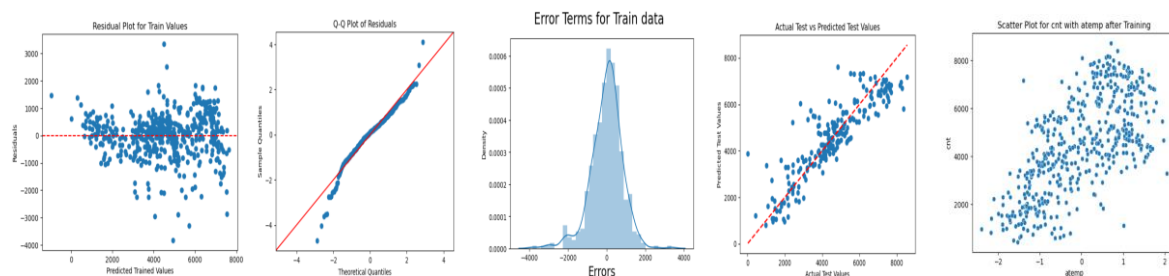 Residual Plot for Train Values
3000
2000
1000
0
-1000
-2000
-3000
-4000
Residuals
0 2000 4000 6000 8000
Predicted Trained Values
Q-Q Plot of Residuals
4
2
0
-2
-4
Sample Quantiles
-4 -2 0 2 4
Theoretical Quantiles
Error Terms for Train data
0.0006
0.0005
0.0004
0.0003
0.0002
0.0001
0.0000
Density
-4000 -2000 0 2000 4000
Errors
Actual Test vs Predicted Test Values
8000
6000
4000
2000
0
Predicted Test Values
0 2000 4000 6000 8000
Actual Test Values
Scatter Plot for cnt with atemp after Training
8000
6000
4000
2000
cnt
-2 -1 0 1 2
atemp